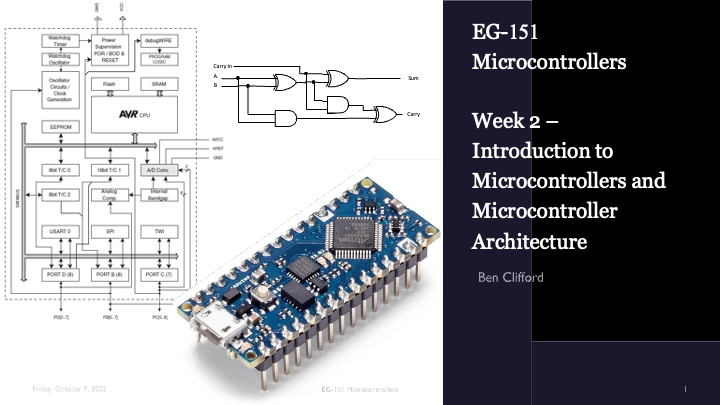 GND
VCC
Watchdog
Timer
Watchdog
Oscillator
Oscillator
Circuits /
Clock
Generation
Power
Supervision
POR / BOD &
RESET
debugWIRE
PROGRAM
LOGIC
Flash
SRAM
AVR CPU
EEPROM
AVCC
AREF
GND
8bit T/C 0
16bit T/C 1
A/D Conv.
8bit T/C 2
Analog
Comp.
Internal
Bandgap
DATABUS
USART 0
SPI
TWI
PORT D (8)
PORT B (8)
PORT C (7)
PD[0..7]
PB[0..7]
PC[0..6]
Carry In
A
B
Sum
Carry
EG-151
Microcontrollers
Week 2 –
Introduction to
Microcontrollers and
Microcontroller
Architecture
Ben Clifford
Friday, October 7, 2022
EG-151 Microcontrollers
1